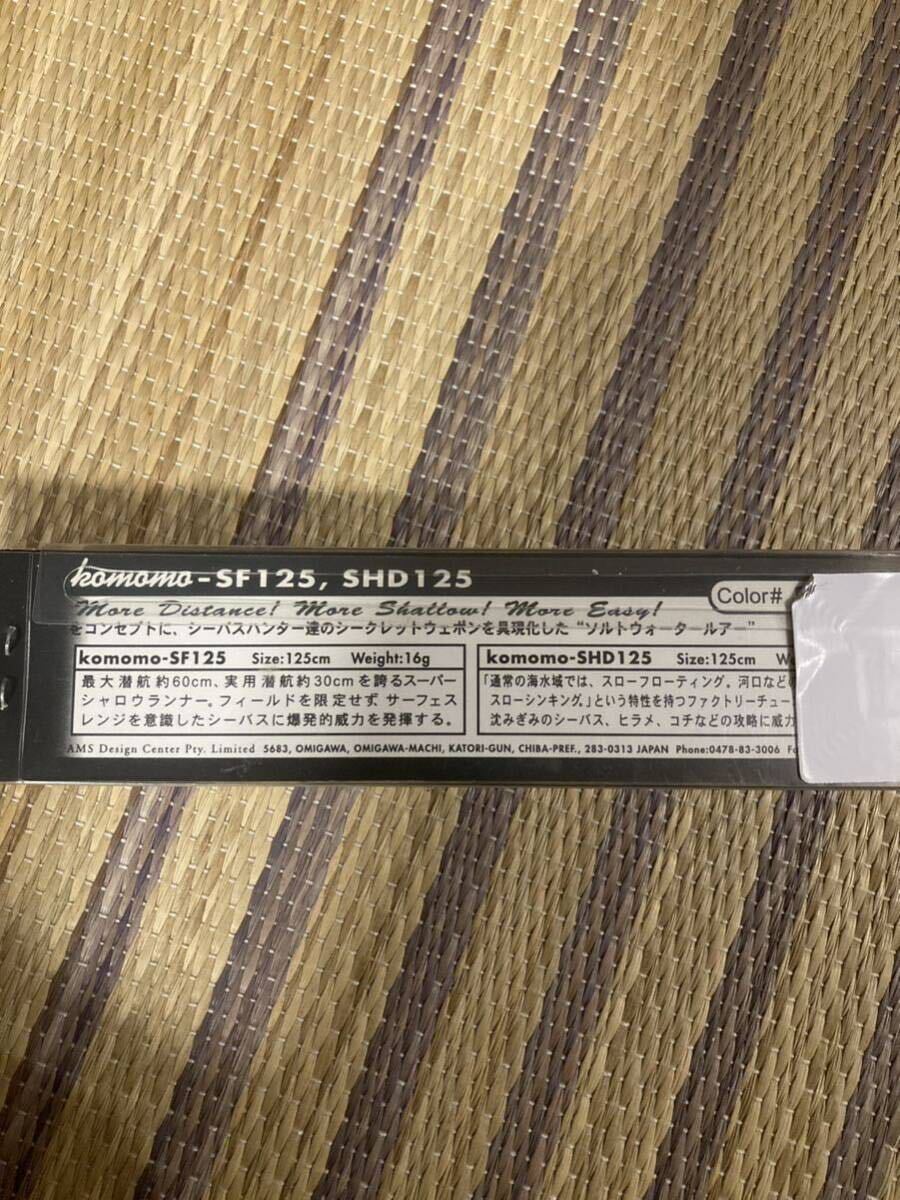 komomo-SF125, SHD125
Color#
More Distance! More Shallow! More Easy!
をコンセプトに、シーバスハンター達のシークレットウェポンを具現化した“ソルトウォータールアー”
komomo-SF125 Size:125cm Weight:16g
最大潜航約60cm、実用潜航約30cmを誇るスーパー
シャロウランナー。フィールドを限定せず サーフェス
レンジを意識したシーバスに爆発的威力を発揮する。
komomo-SHD125 Size:125cm
「通常の海水域では、スローフローティング。河口などの
スローシンキング。」という特性を持つファクトリーチュー
沈みぎみのシーバス、ヒラメ、コチなどの攻略に威力
AMS Design Center Pty. Limited 5683, OMIGAWA, OMIGAWA-MACHI, KATORI-GUN, CHIBA-PREF., 283-0313 JAPAN Phone:0478-83-3006